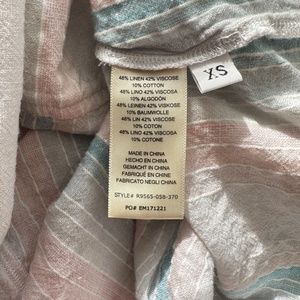 48% LINEN 42% VISCOSE
10% COTTON
48% LINO 42% VISCOSA
10% ALGODÓN
48% LEINEN 42% VISKOSE
10% BAUMWOLLE
48% LIN 42% VISCOSE
10% COTON
48% LINO 42% VISCOSA
10% COTONE
MADE IN CHINA
HECHO EN CHINA
GEMACHT IN CHINA
FABRIQUÉ EN CHINE
FABRICATO NEGLI CHINA
STYLE# R9565-058-370
PO# EM171221
XS